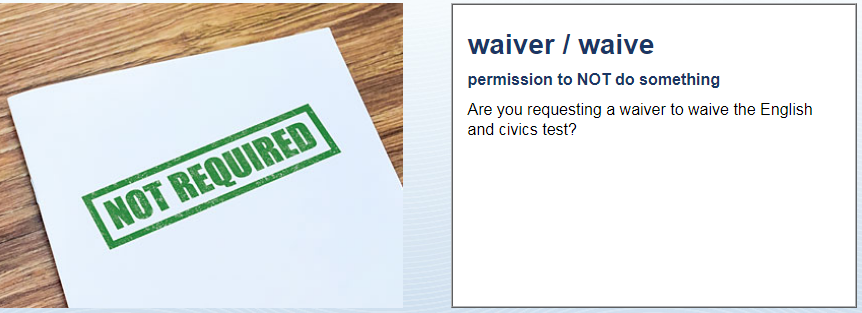 NOT REQUIRED
waiver / waive
permission to NOT do something
Are you requesting a waiver to waive the English
and civics test?